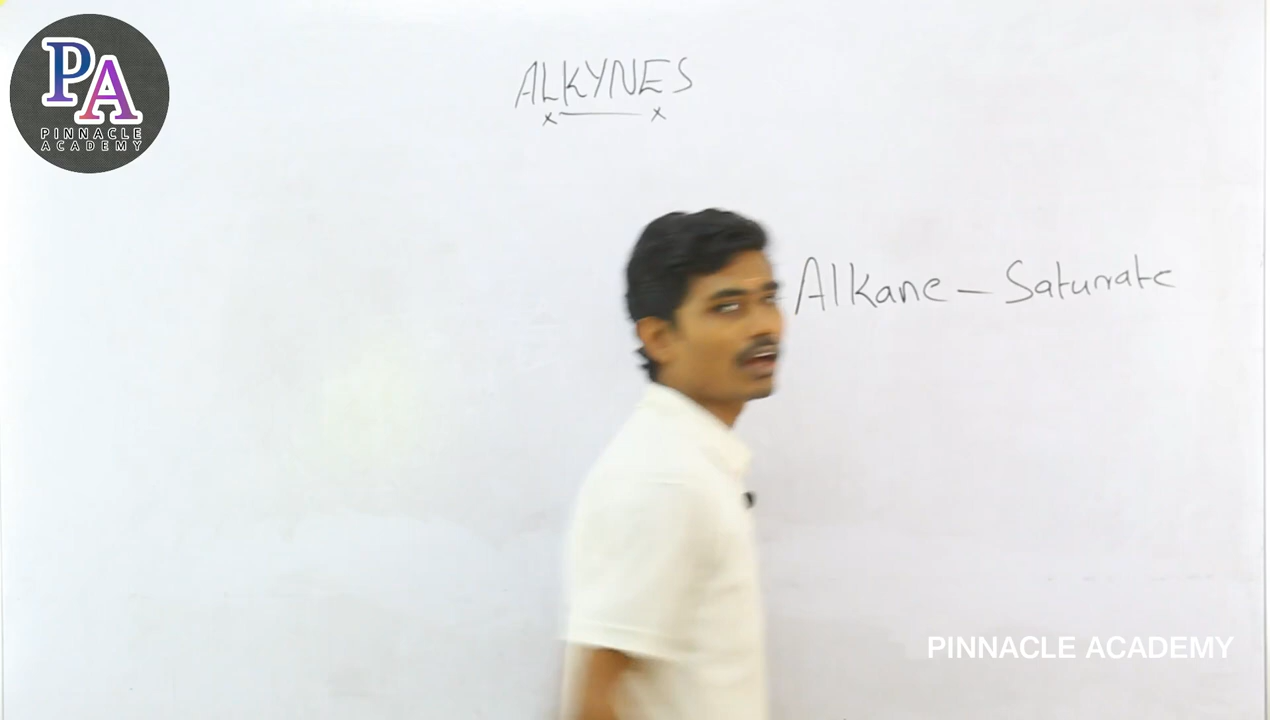 PA
PINNACLE
ACADEMY
ALKYNES
x x
Alkane - Saturate
PINNACLE ACADEMY